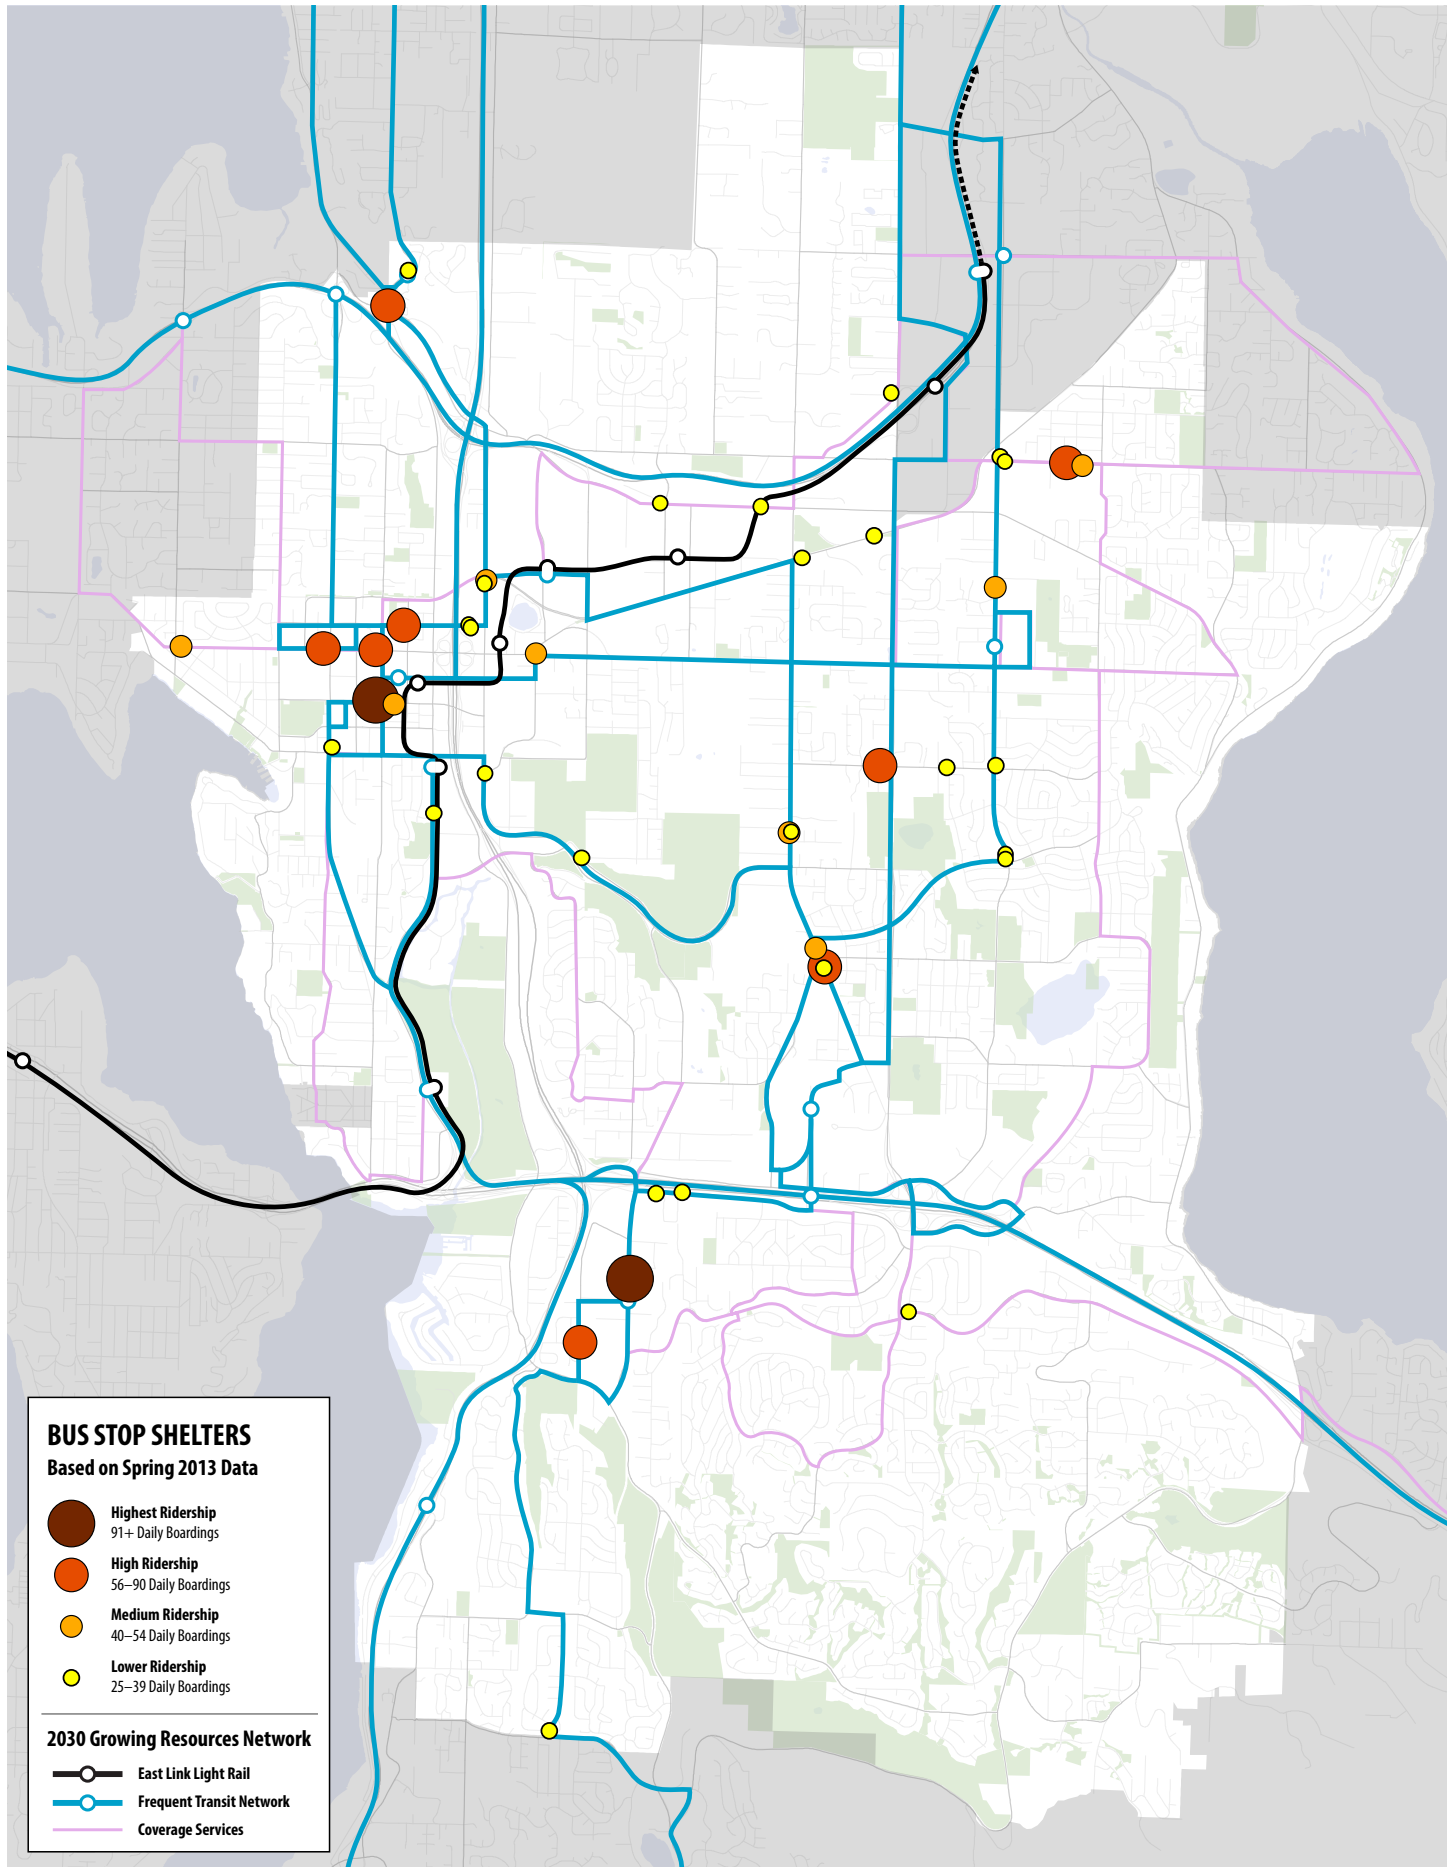 BUS STOP SHELTERS
Based on Spring 2013 Data
Highest Ridership
91+ Daily Boardings
High Ridership
56–90 Daily Boardings
Medium Ridership
40–54 Daily Boardings
Lower Ridership
25–39 Daily Boardings
2030 Growing Resources Network
East Link Light Rail
Frequent Transit Network
Coverage Services